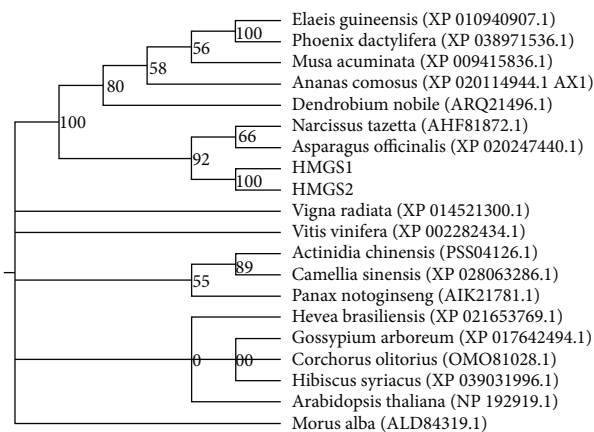 Elaeis guineensis (XP 010940907.1)
100
Phoenix dactylifera (XP 038971536.1)
56
Musa acuminata (XP 009415836.1)
58
Ananas comosus (XP 020114944.1 AX1)
80
Dendrobium nobile (ARQ21496.1)
100
Narcissus tazetta (AHF81872.1)
66
Asparagus officinalis (XP 020247440.1)
92
HMGS1
100
HMGS2
Vigna radiata (XP 014521300.1)
Vitis vinifera (XP 002282434.1)
Actinidia chinensis (PSS04126.1)
89
Camellia sinensis (XP 028063286.1)
55
Panax notoginseng (AIK21781.1)
Hevea brasiliensis (XP 021653769.1)
Gossypium arboreum (XP 017642494.1)
0
00
Corchorus olitorius (OMO81028.1)
Hibiscus syriacus (XP 039031996.1)
Arabidopsis thaliana (NP 192919.1)
Morus alba (ALD84319.1)